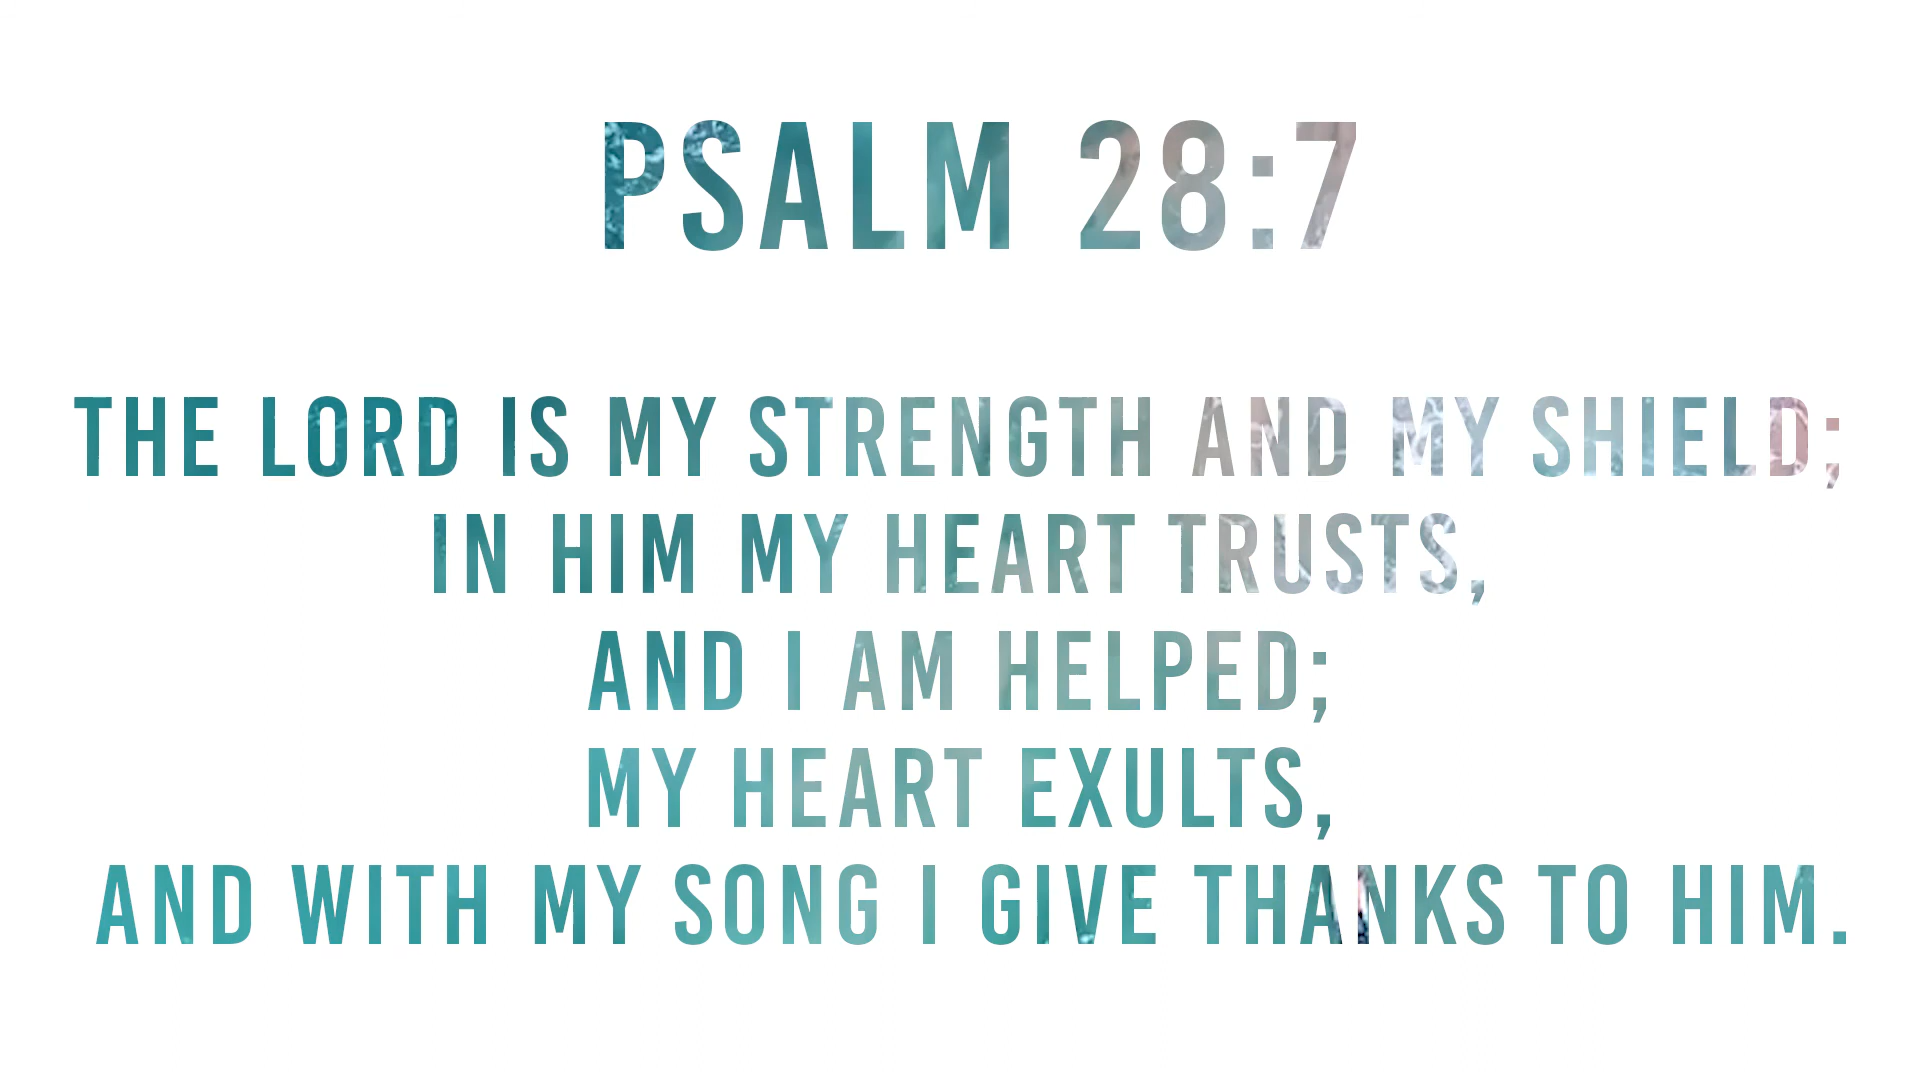 PSALM 28:7
THE LORD IS MY STRENGTH AND MY SHIELD;
IN HIM MY HEART TRUSTS,
AND I AM HELPED;
MY HEART EXULTS,
AND WITH MY SONG I GIVE THANKS TO HIM.